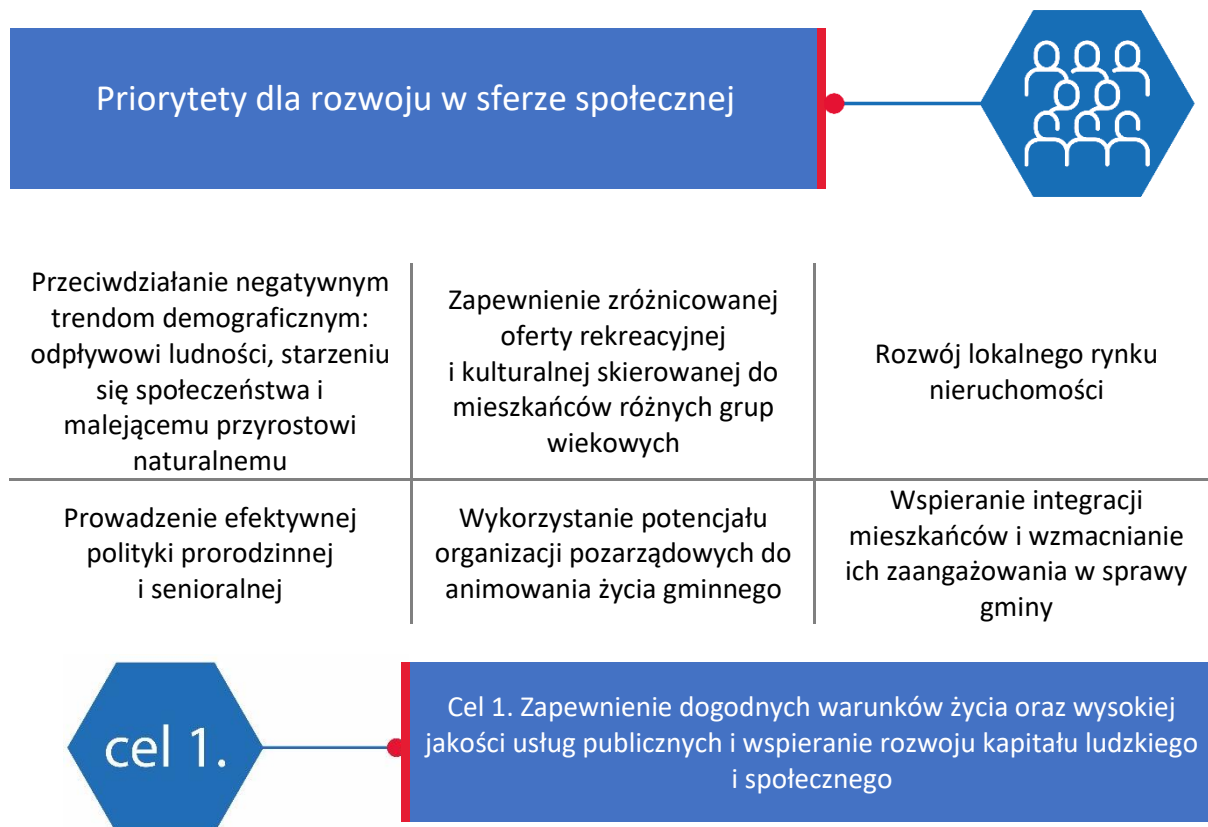 Priorytety dla rozwoju w sferze społecznej
Przeciwdziałanie negatywnym
trendom demograficznym:
odpływowi ludności, starzeniu
się społeczeństwa i
malejącemu przyrostowi
naturalnemu
Zapewnienie zróżnicowanej
oferty rekreacyjnej
i kulturalnej skierowanej do
mieszkańców różnych grup
wiekowych
Rozwój lokalnego rynku
nieruchomości
Prowadzenie efektywnej
polityki prorodzinnej
i senioralnej
Wykorzystanie potencjału
organizacji pozarządowych do
animowania życia gminnego
Wspieranie integracji
mieszkańców i wzmacnianie
ich zaangażowania w sprawy
gminy
cel 1.
Cel 1. Zapewnienie dogodnych warunków życia oraz wysokiej
jakości usług publicznych i wspieranie rozwoju kapitału ludzkiego
i społecznego